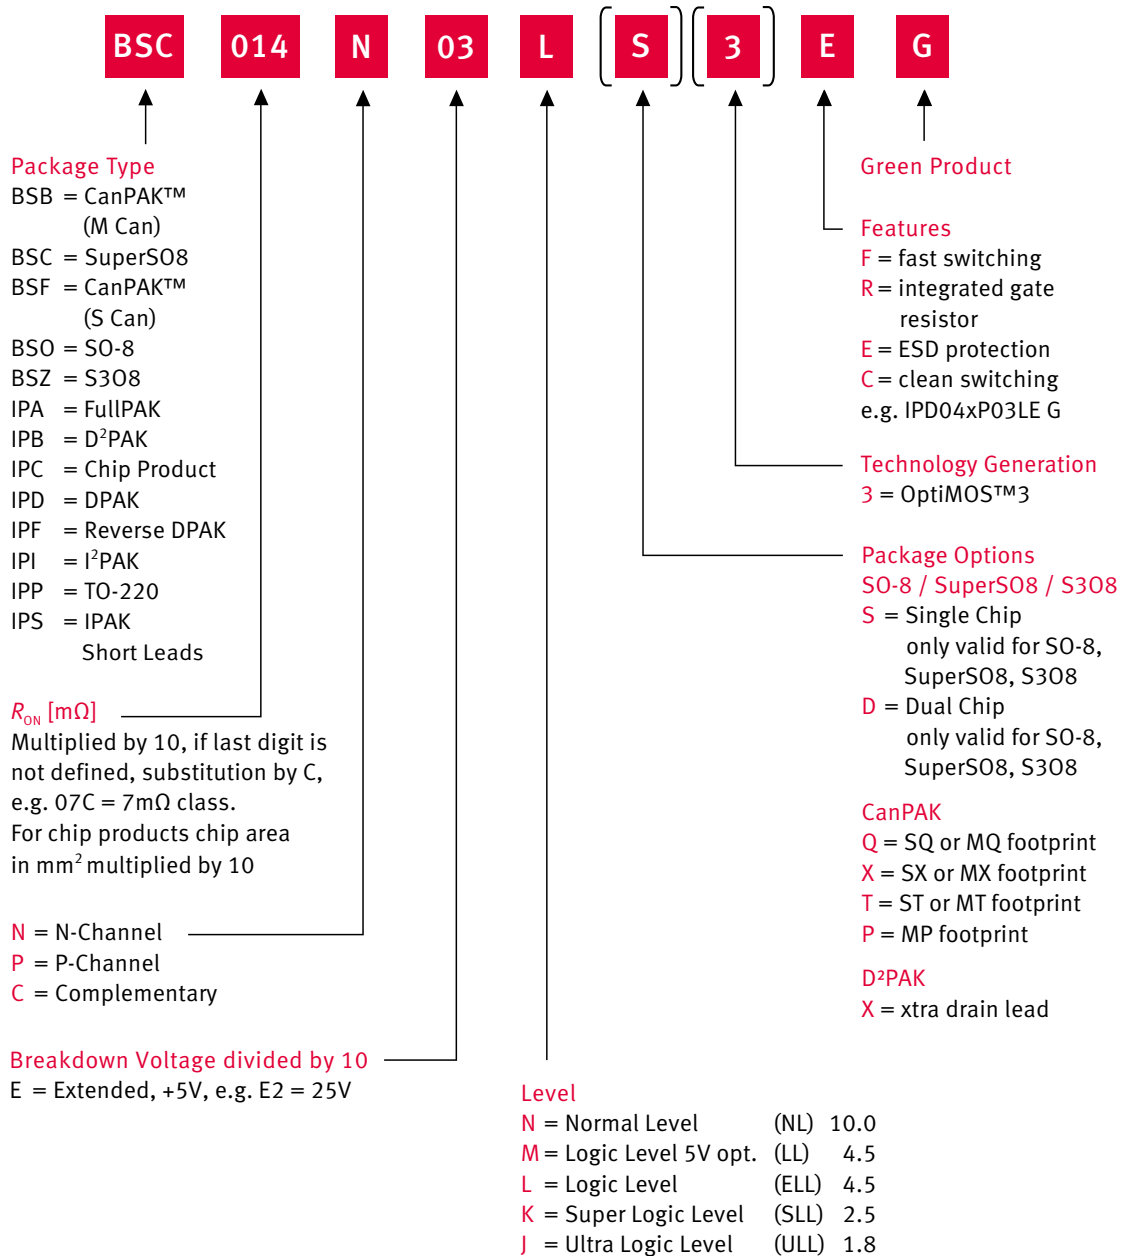 BSC 014 N 03 L (S) (3) E G
Package Type
BSB = CanPAK™
(M Can)
BSC = SuperSO8
BSF = CanPAK™
(S Can)
BSO = SO-8
BSZ = S3O8
IPA = FullPAK
IPB = D²PAK
IPC = Chip Product
IPD = DPAK
IPF = Reverse DPAK
IPI = I²PAK
IPP = TO-220
IPS = IPAK
Short Leads
R_ON [mΩ]
Multiplied by 10, if last digit is
not defined, substitution by C,
e.g. 07C = 7mΩ class.
For chip products chip area
in mm² multiplied by 10
N = N-Channel
P = P-Channel
C = Complementary
Breakdown Voltage divided by 10
E = Extended, +5V, e.g. E2 = 25V
Level
N = Normal Level (NL) 10.0
M = Logic Level 5V opt. (LL) 4.5
L = Logic Level (ELL) 4.5
K = Super Logic Level (SLL) 2.5
J = Ultra Logic Level (ULL) 1.8
Green Product
Features
F = fast switching
R = integrated gate
resistor
E = ESD protection
C = clean switching
e.g. IPD04xP03LE G
Technology Generation
3 = OptiMOS™3
Package Options
SO-8 / SuperSO8 / S3O8
S = Single Chip
only valid for SO-8,
SuperSO8, S3O8
D = Dual Chip
only valid for SO-8,
SuperSO8, S3O8
CanPAK
Q = SQ or MQ footprint
X = SX or MX footprint
T = ST or MT footprint
P = MP footprint
D²PAK
X = xtra drain lead